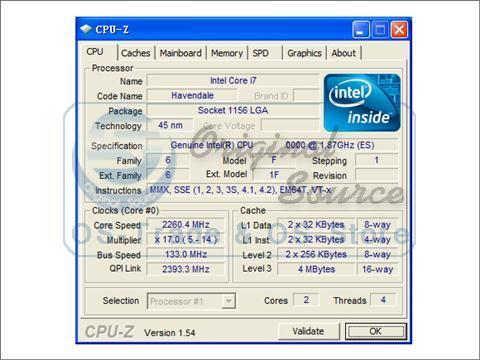 CPU-Z
CPU Caches Mainboard Memory SPD Graphics About
Processor
Name Intel Core i7
Code Name Havendale Brand ID
Package Socket 1156 LGA
Technology 45 nm Core Voltage
Specification Genuine Intel(R) CPU 0000 @ 1.87GHz (ES)
Family 6 Model F Stepping 1
Ext. Family 6 Ext. Model 1F Revision
Instructions MMX, SSE (1, 2, 3, 3S, 4.1, 4.2), EM64T, VT-x
intel
inside
Clocks (Core #0)
Core Speed 2260.4 MHz
Multiplier x 17.0 ( 5 - 14 )
Bus Speed 133.0 MHz
QPI Link 2393.3 MHz
Cache
L1 Data 2 x 32 KBytes 8-way
L1 Inst. 2 x 32 KBytes 4-way
Level 2 2 x 256 KBytes 8-way
Level 3 4 MBytes 16-way
Selection Processor #1 Cores 2 Threads 4
CPU-Z Version 1.54 Validate OK
Original
Source
OS Trade & OS Store